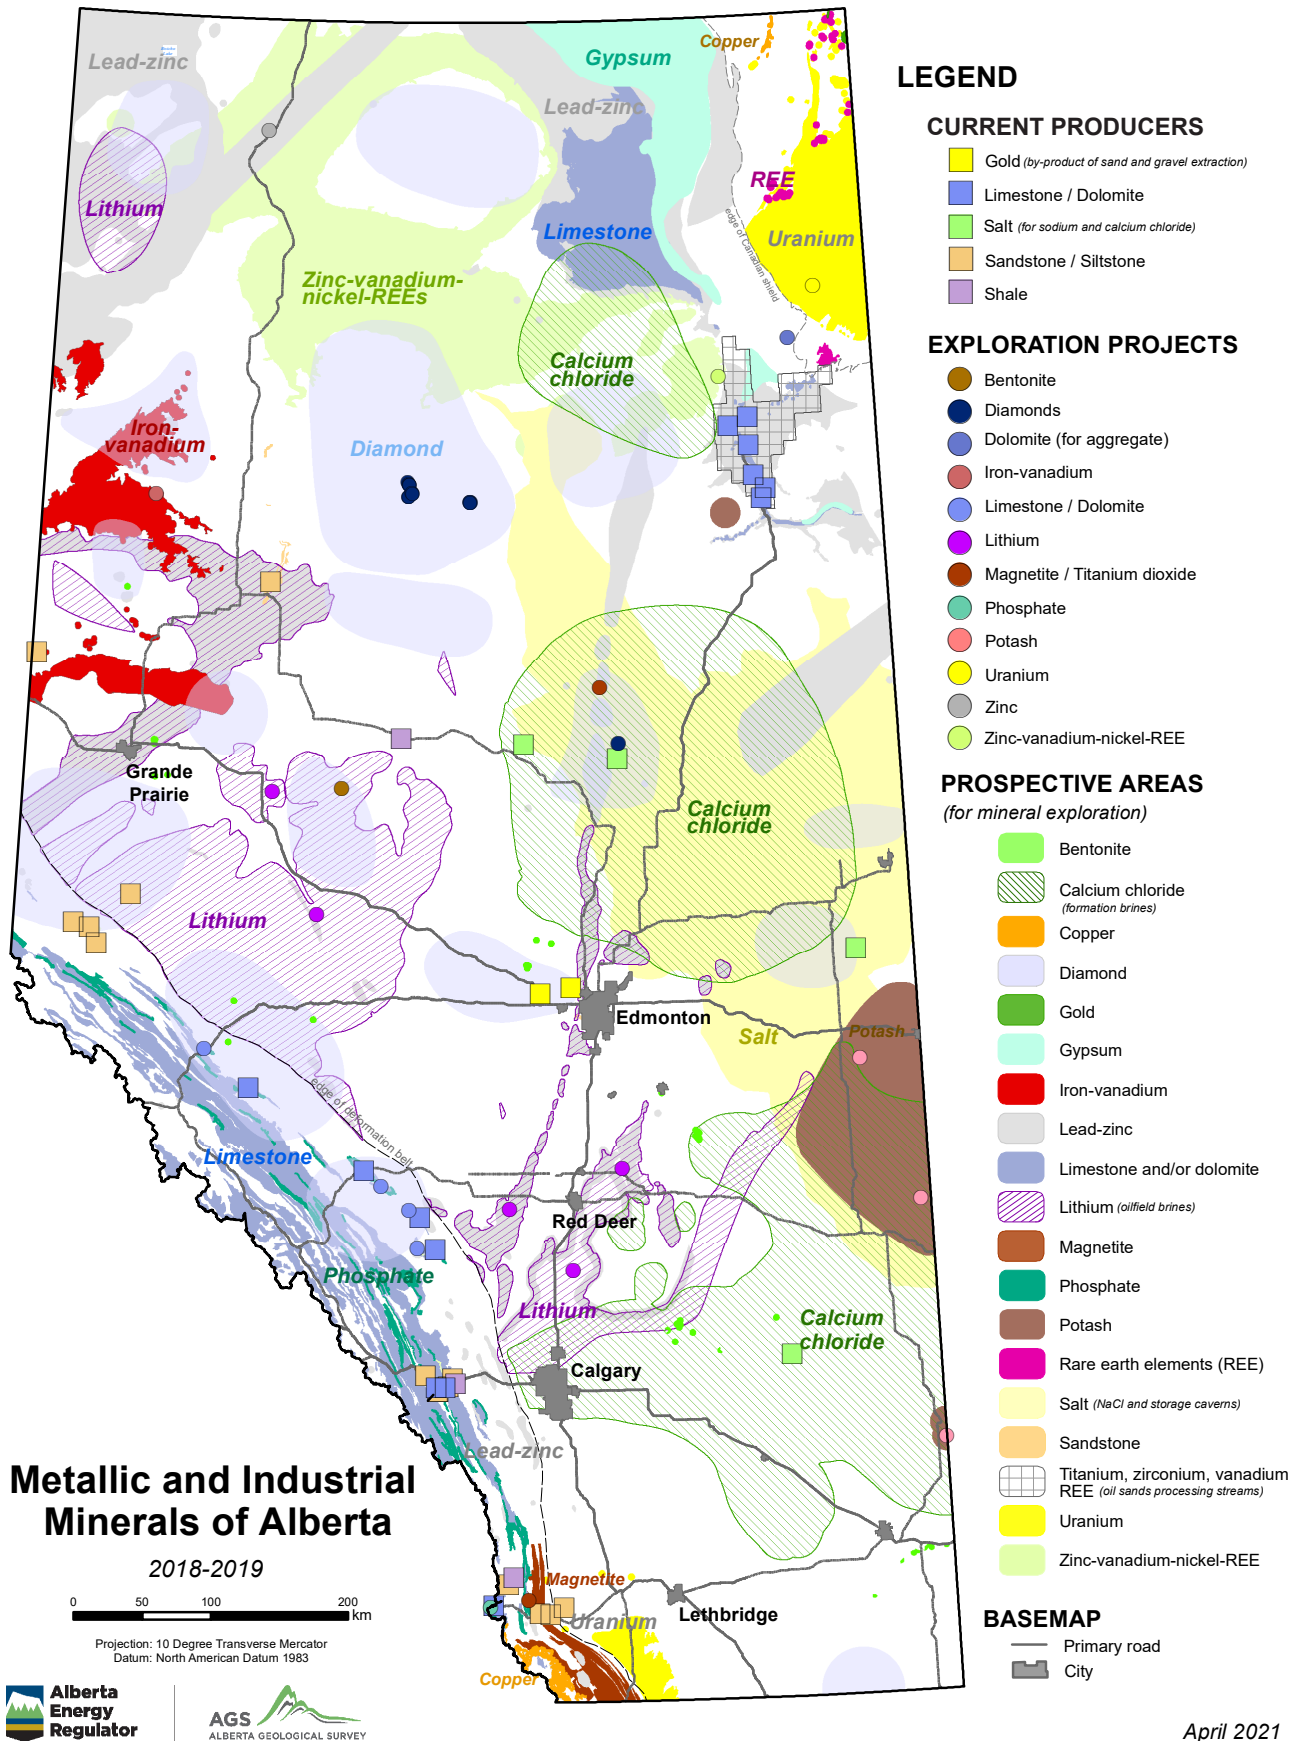 Lead-zinc
Gypsum
Copper
Lead-zinc
REE
Lithium
Limestone
Uranium
edge of Canadian shield
Zinc-vanadium-
nickel-REEs
Calcium
chloride
Iron-
vanadium
Diamond
Grande
Prairie
Calcium
chloride
Lithium
Edmonton
Salt
Potash
edge of deformation belt
Limestone
Red Deer
Phosphate
Lithium
Calcium
chloride
Calgary
Lead-zinc
Magnetite
Uranium
Lethbridge
Copper
Metallic and Industrial
Minerals of Alberta
2018-2019
0 50 100 200
km
Projection: 10 Degree Transverse Mercator
Datum: North American Datum 1983
Alberta
Energy
Regulator
AGS
ALBERTA GEOLOGICAL SURVEY
LEGEND
CURRENT PRODUCERS
Gold (by-product of sand and gravel extraction)
Limestone / Dolomite
Salt (for sodium and calcium chloride)
Sandstone / Siltstone
Shale
EXPLORATION PROJECTS
Bentonite
Diamonds
Dolomite (for aggregate)
Iron-vanadium
Limestone / Dolomite
Lithium
Magnetite / Titanium dioxide
Phosphate
Potash
Uranium
Zinc
Zinc-vanadium-nickel-REE
PROSPECTIVE AREAS
(for mineral exploration)
Bentonite
Calcium chloride
(formation brines)
Copper
Diamond
Gold
Gypsum
Iron-vanadium
Lead-zinc
Limestone and/or dolomite
Lithium (oilfield brines)
Magnetite
Phosphate
Potash
Rare earth elements (REE)
Salt (NaCl and storage caverns)
Sandstone
Titanium, zirconium, vanadium
REE (oil sands processing streams)
Uranium
Zinc-vanadium-nickel-REE
BASEMAP
Primary road
City
April 2021